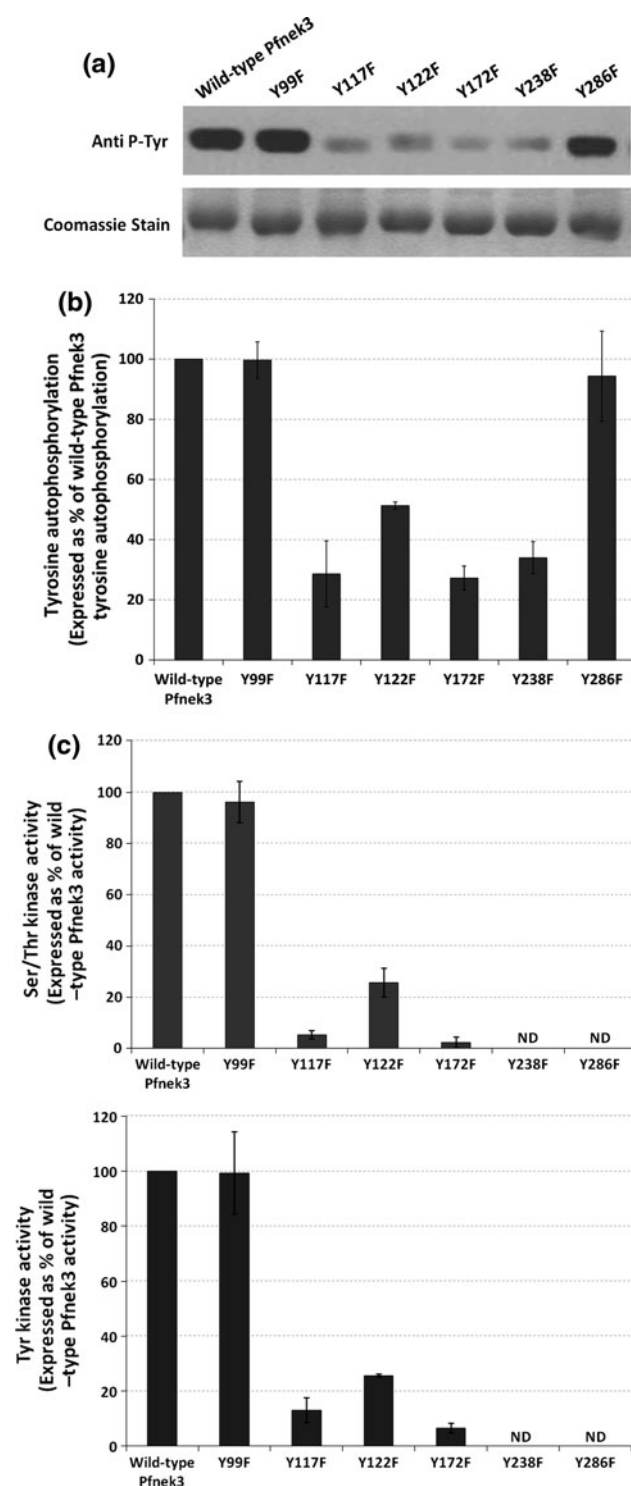 (a)
Wild-type Pfnek3 Y99F Y117F Y122F Y172F Y238F Y286F
Anti P-Tyr
Coomassie Stain
(b)
Tyrosine autophosphorylation
(Expressed as % of wild-type Pfnek3
tyrosine autophosphorylation)
120
100
80
60
40
20
0
Wild-type Y99F Y117F Y122F Y172F Y238F Y286F
Pfnek3
(c)
Ser/Thr kinase activity
(Expressed as % of wild
–type Pfnek3 activity)
120
100
80
60
40
20
0
ND ND
Wild-type Y99F Y117F Y122F Y172F Y238F Y286F
Pfnek3
Tyr kinase activity
(Expressed as % of wild
–type Pfnek3 activity)
120
100
80
60
40
20
0
ND ND
Wild-type Y99F Y117F Y122F Y172F Y238F Y286F
Pfnek3